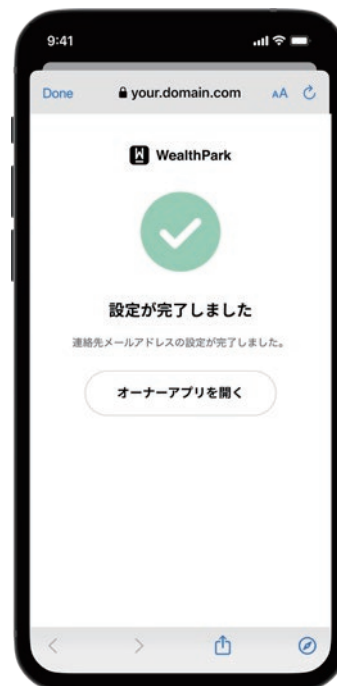 9:41
Done
your.domain.com
AA
WealthPark
設定が完了しました
連絡先メールアドレスの設定が完了しました。
オーナーアプリを開く